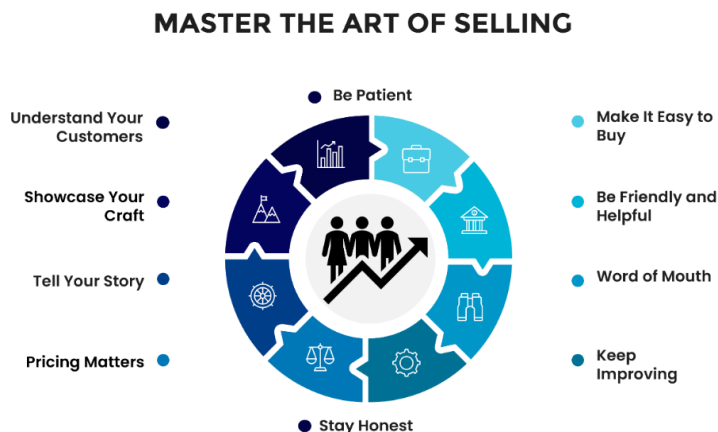 MASTER THE ART OF SELLING
Be Patient
Understand Your
Customers
Make It Easy to
Buy
Showcase Your
Craft
Be Friendly and
Helpful
Tell Your Story
Word of Mouth
Pricing Matters
Keep
Improving
Stay Honest